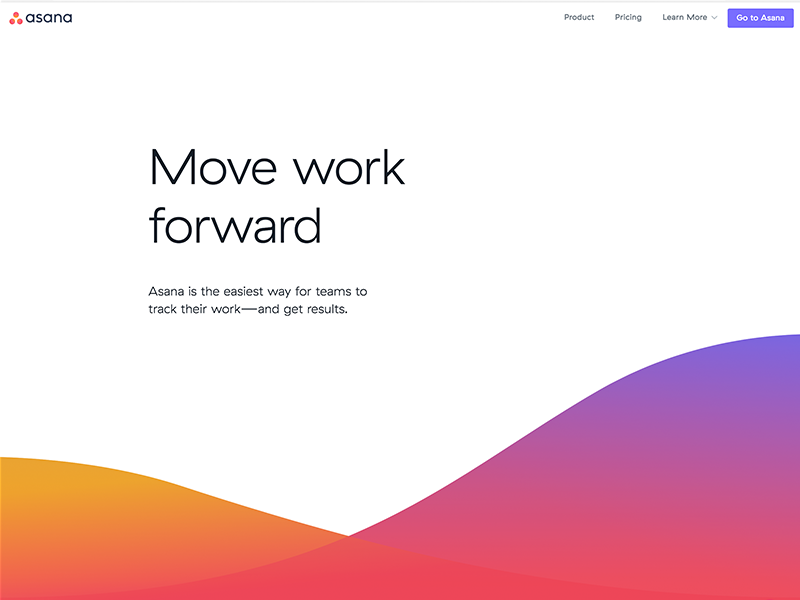 asana
Product
Pricing
Learn More
Go to Asana
Move work
forward
Asana is the easiest way for teams to
track their work—and get results.